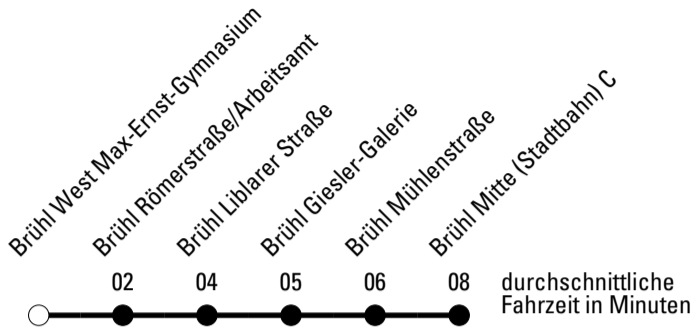 Brühl West Max-Ernst-Gymnasium
Brühl Römerstraße/Arbeitsamt
Brühl Liblarer Straße
Brühl Giesler-Galerie
Brühl Mühlenstraße
Brühl Mitte (Stadtbahn) C
02 04 05 06 08
durchschnittliche
Fahrzeit in Minuten